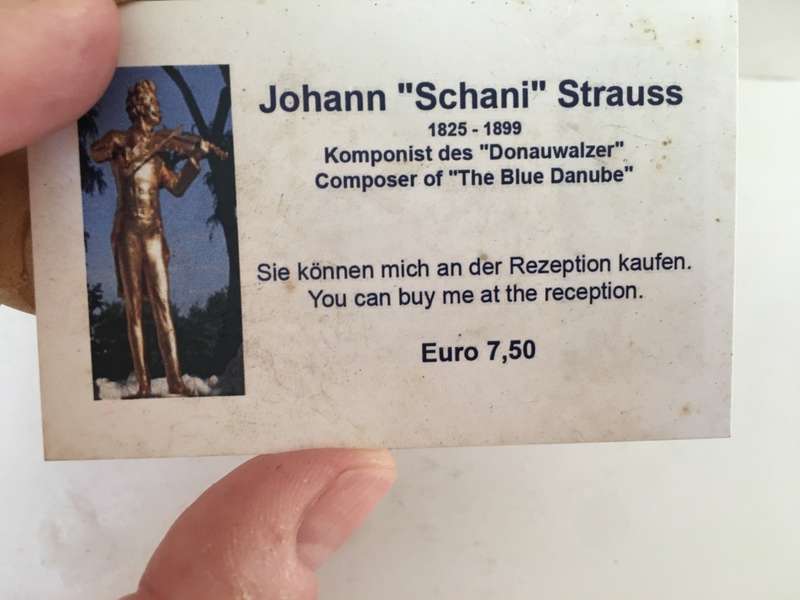 Johann "Schani" Strauss
1825 - 1899
Komponist des "Donauwalzer"
Composer of "The Blue Danube"
Sie können mich an der Rezeption kaufen.
You can buy me at the reception.
Euro 7,50